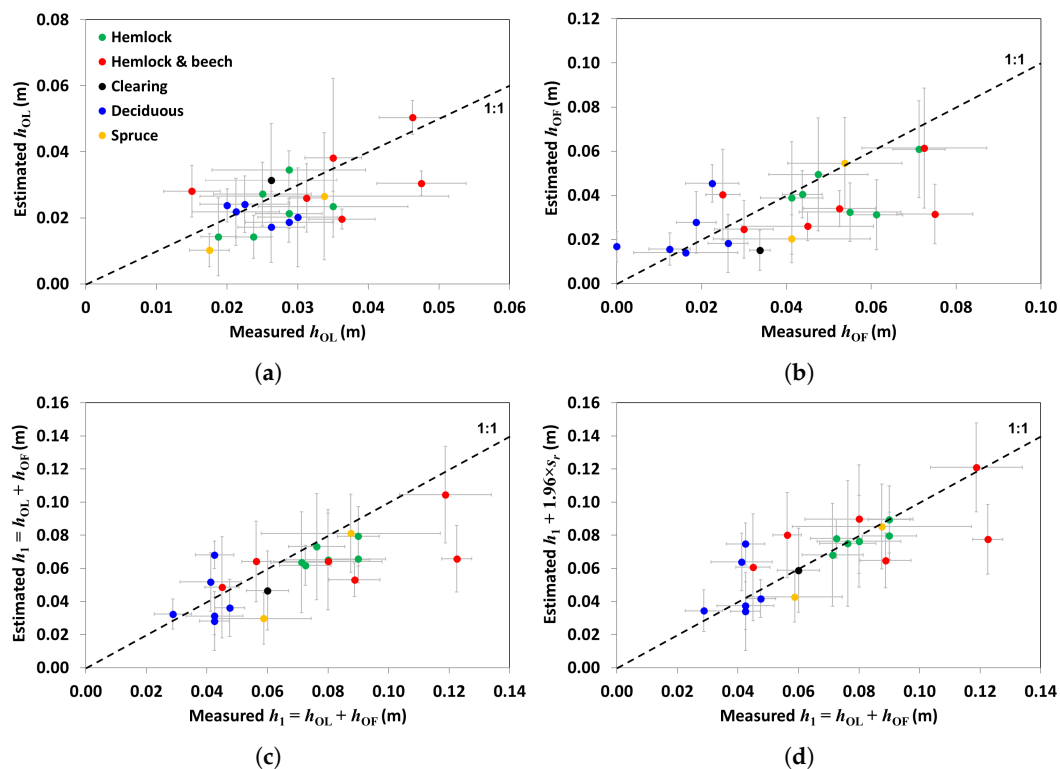 0.08
0.06
0.04
0.02
0.00
Estimated hOL (m)
Hemlock
Hemlock & beech
Clearing
Deciduous
Spruce
1:1
0 0.01 0.02 0.03 0.04 0.05 0.06
Measured hOL (m)
(a)
0.12
0.10
0.08
0.06
0.04
0.02
0.00
Estimated hOF (m)
1:1
0.00 0.02 0.04 0.06 0.08 0.10
Measured hOF (m)
(b)
0.16
0.14
0.12
0.10
0.08
0.06
0.04
0.02
0.00
Estimated h1 = hOL + hOF (m)
1:1
0.00 0.02 0.04 0.06 0.08 0.10 0.12 0.14
Measured h1 = hOL + hOF (m)
(c)
0.16
0.14
0.12
0.10
0.08
0.06
0.04
0.02
0.00
Estimated h1 + 1.96×sr (m)
1:1
0.00 0.02 0.04 0.06 0.08 0.10 0.12 0.14
Measured h1 = hOL + hOF (m)
(d)